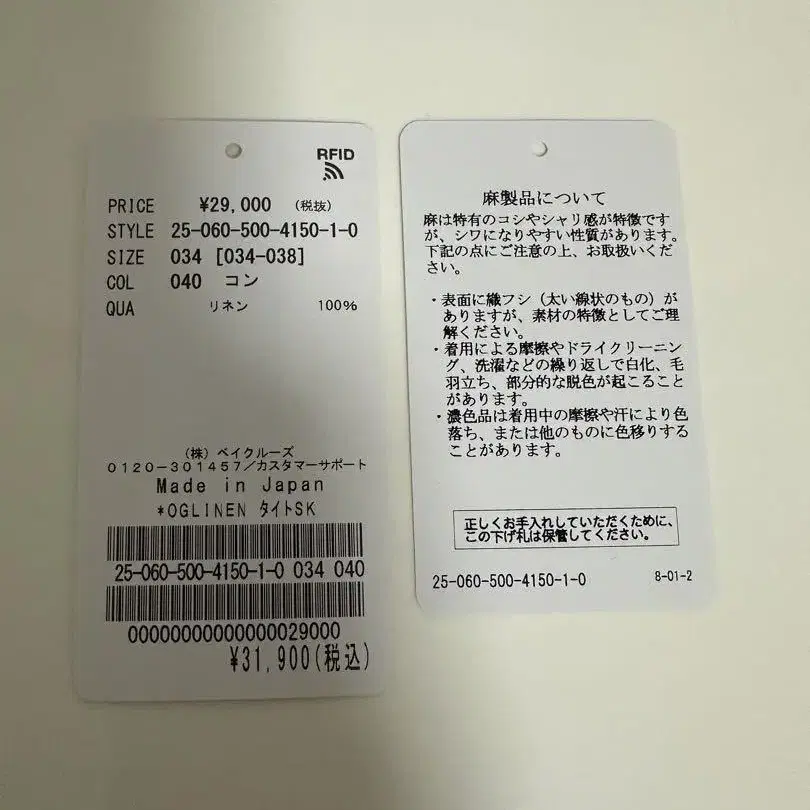 RFID
PRICE ¥29,000 (税抜)
STYLE 25-060-500-4150-1-0
SIZE 034 [034-038]
COL 040 コン
QUA リネン 100%
(株) ベイクルーズ
0120-301457/カスタマーサポート
Made in Japan
*OGLINEN タイトSK
25-060-500-4150-1-0 034 040
00000000000000029000
¥31,900(税込)
麻製品について
麻は特有のコシやシャリ感が特徴です
が、シワになりやすい性質があります。
下記の点にご注意の上、お取扱いくだ
さい。
・表面に織フシ（太い線状のもの）が
ありますが、素材の特徴としてご理
解ください。
・着用による摩擦やドライクリーニン
グ、洗濯などの繰り返しで白化、毛
羽立ち、部分的な脱色が起こること
があります。
・濃色品は着用中の摩擦や汗により色
落ち、または他のものに色移りする
ことがあります。
正しくお手入れしていただくために、
この下げ札は保管してください。
25-060-500-4150-1-0 8-01-2